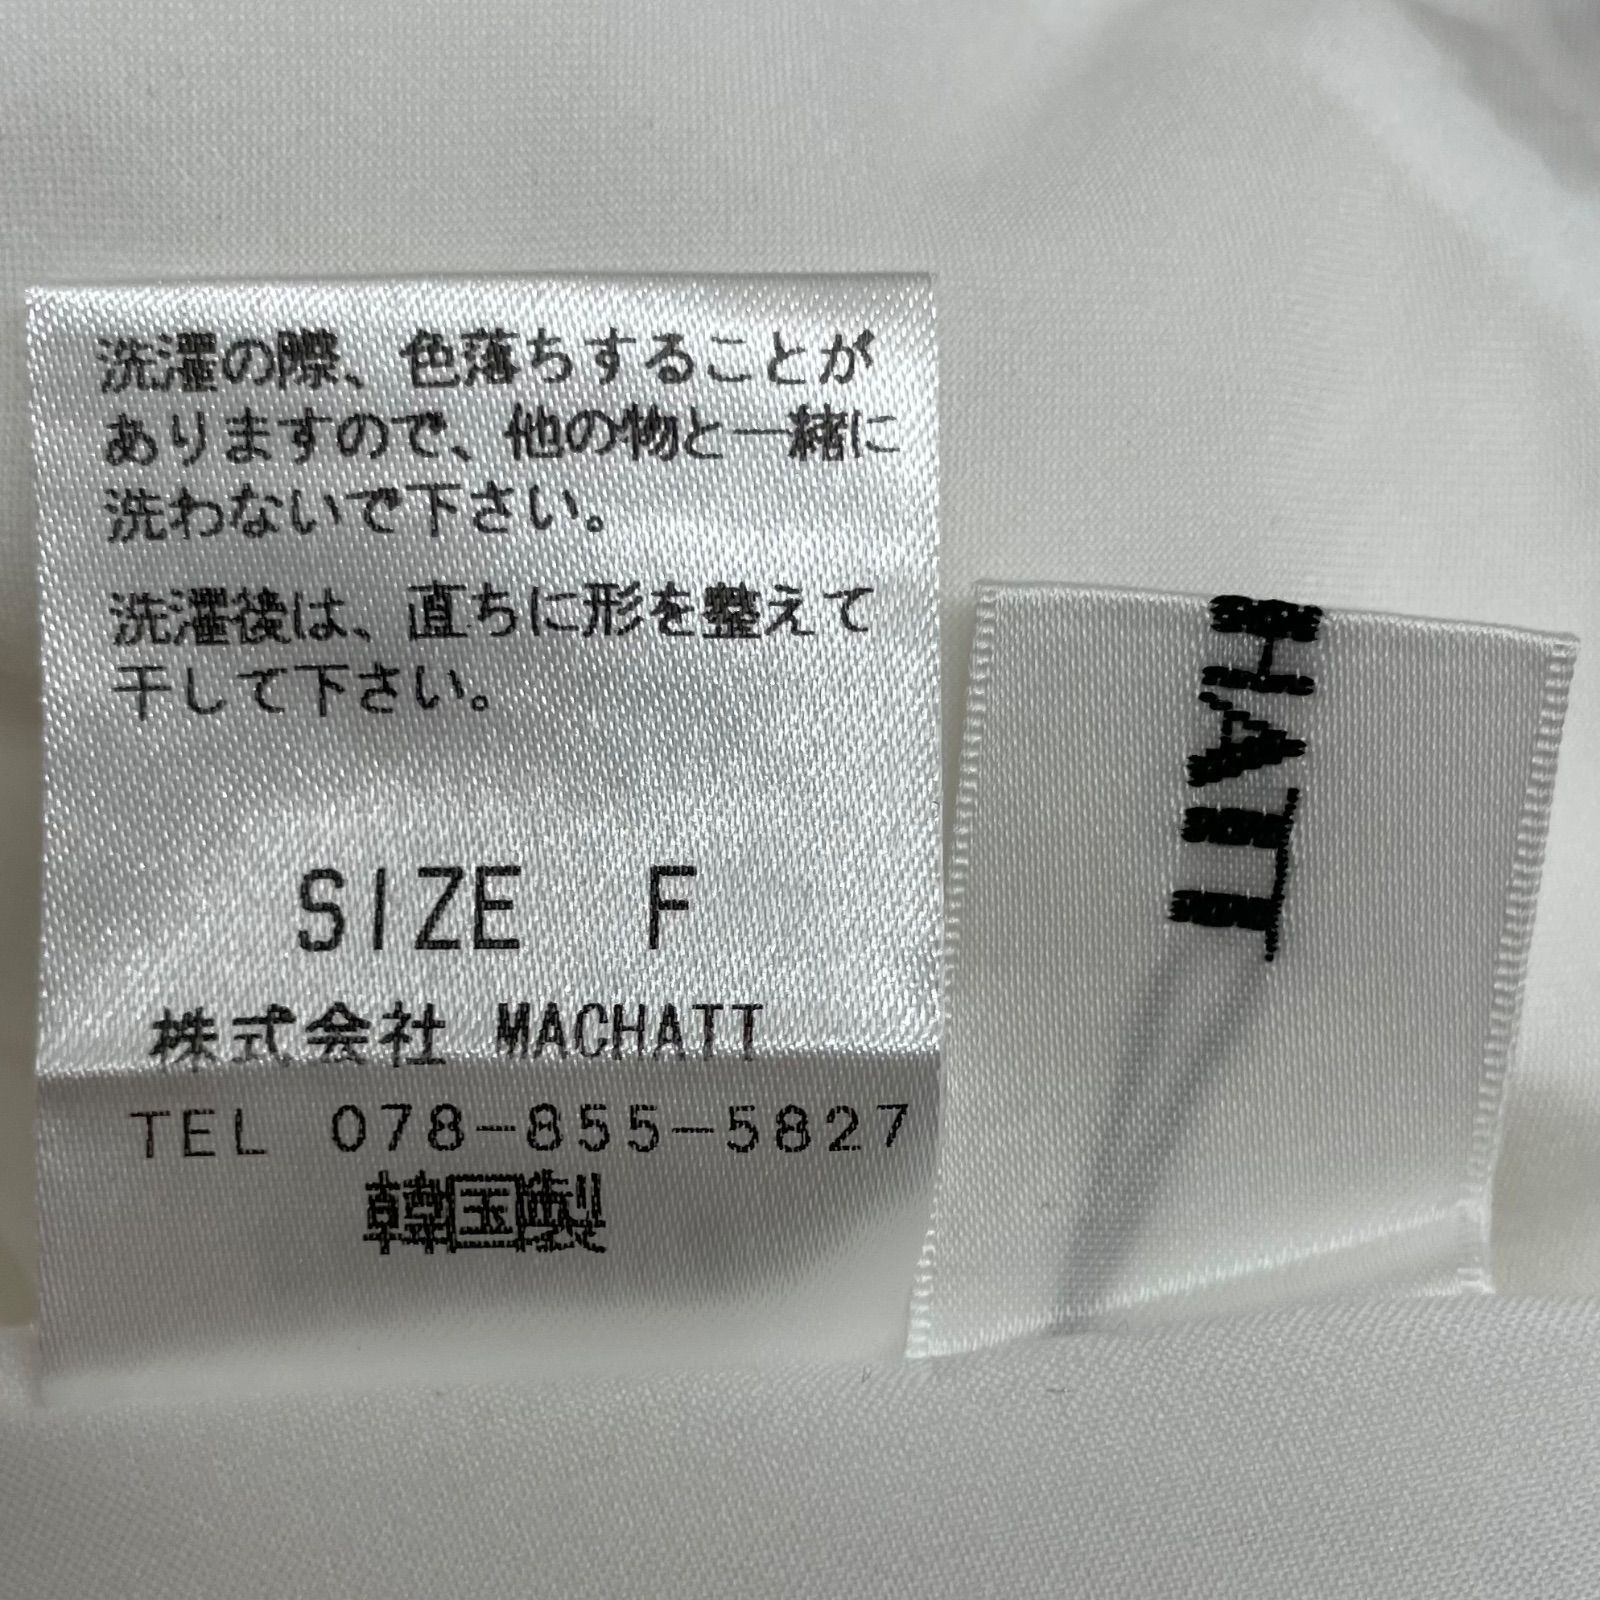 洗濯の際、色落ちすることが
ありますので、他の物と一緒に
洗わないで下さい。
洗濯後は、直ちに形を整えて
干して下さい。
SIZE F
株式会社 MACHATT
TEL 078-855-5827
韓国製
HATT